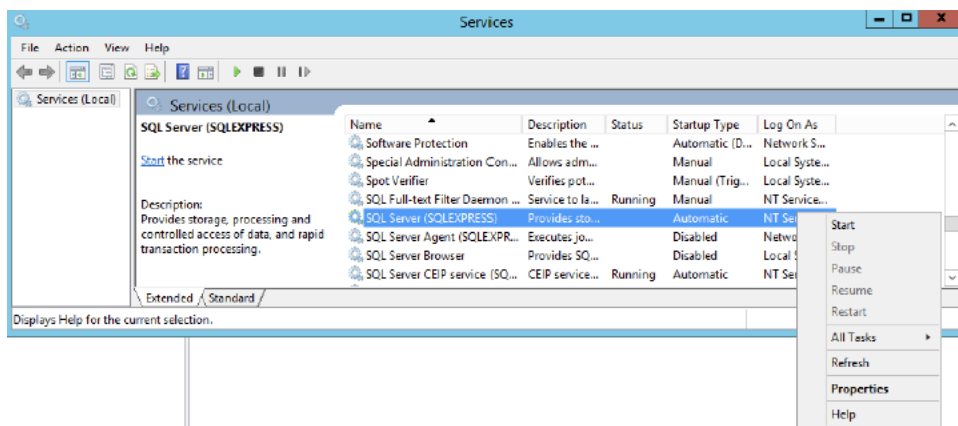 Services
File Action View Help
Services (Local)
Services (Local)
SQL Server (SQLEXPRESS)
Start the service
Description:
Provides storage, processing and
controlled access of data, and rapid
transaction processing.
Name Description Status Startup Type Log On As
Software Protection Enables the ... Automatic (D... Network S...
Special Administration Con... Allows adm... Manual Local Syste...
Spot Verifier Verifies pot... Manual (Trig... Local Syste...
SQL Full-text Filter Daemon ... Service to la... Running Manual NT Service...
SQL Server (SQLEXPRESS) Provides sto... Automatic NT Ser
SQL Server Agent (SQLEXPR... Executes jo... Disabled Netwo
SQL Server Browser Provides SQ... Disabled Local
SQL Server CEIP service (SQ... CEIP service... Running Automatic NT Ser
Extended Standard
Displays Help for the current selection.
Start
Stop
Pause
Resume
Restart
All Tasks
Refresh
Properties
Help